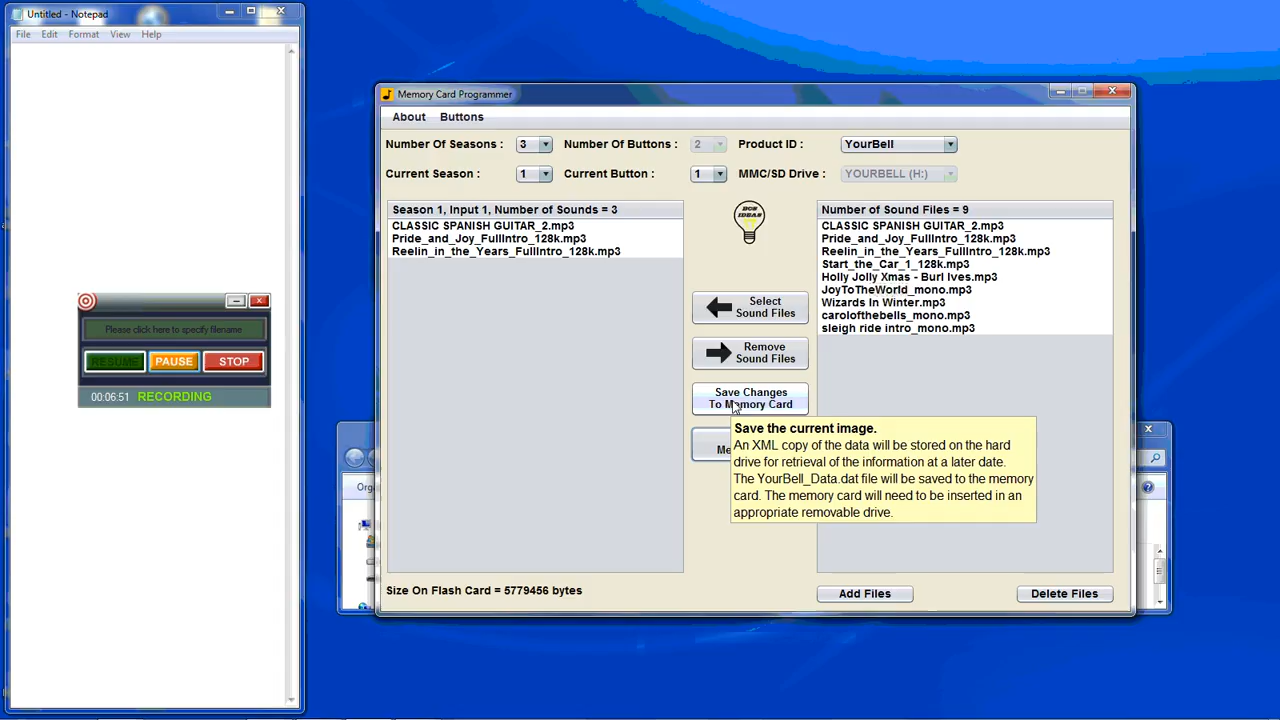 Untitled - Notepad
File Edit Format View Help
Please click here to specify filename
RESUME PAUSE STOP
00:06:51 RECORDING
Memory Card Programmer
About Buttons
Number Of Seasons : 3 Number Of Buttons : 2 Product ID : YourBell
Current Season : 1 Current Button : 1 MMC/SD Drive : YOURBELL (H:)
Season 1, Input 1, Number of Sounds = 3
CLASSIC SPANISH GUITAR_2.mp3
Pride_and_Joy_FullIntro_128k.mp3
Reelin_in_the_Years_FullIntro_128k.mp3
Size On Flash Card = 5779456 bytes
BCS
IDEAS
Select
Sound Files
Remove
Sound Files
Save Changes
To Memory Card
Save the current image.
An XML copy of the data will be stored on the hard
drive for retrieval of the information at a later date.
The YourBell_Data.dat file will be saved to the memory
card. The memory card will need to be inserted in an
appropriate removable drive.
Number of Sound Files = 9
CLASSIC SPANISH GUITAR_2.mp3
Pride_and_Joy_FullIntro_128k.mp3
Reelin_in_the_Years_FullIntro_128k.mp3
Start_the_Car_1_128k.mp3
Holly Jolly Xmas - Burl Ives.mp3
JoyToTheWorld_mono.mp3
Wizards In Winter.mp3
carolofthebells_mono.mp3
sleigh ride intro_mono.mp3
Add Files Delete Files